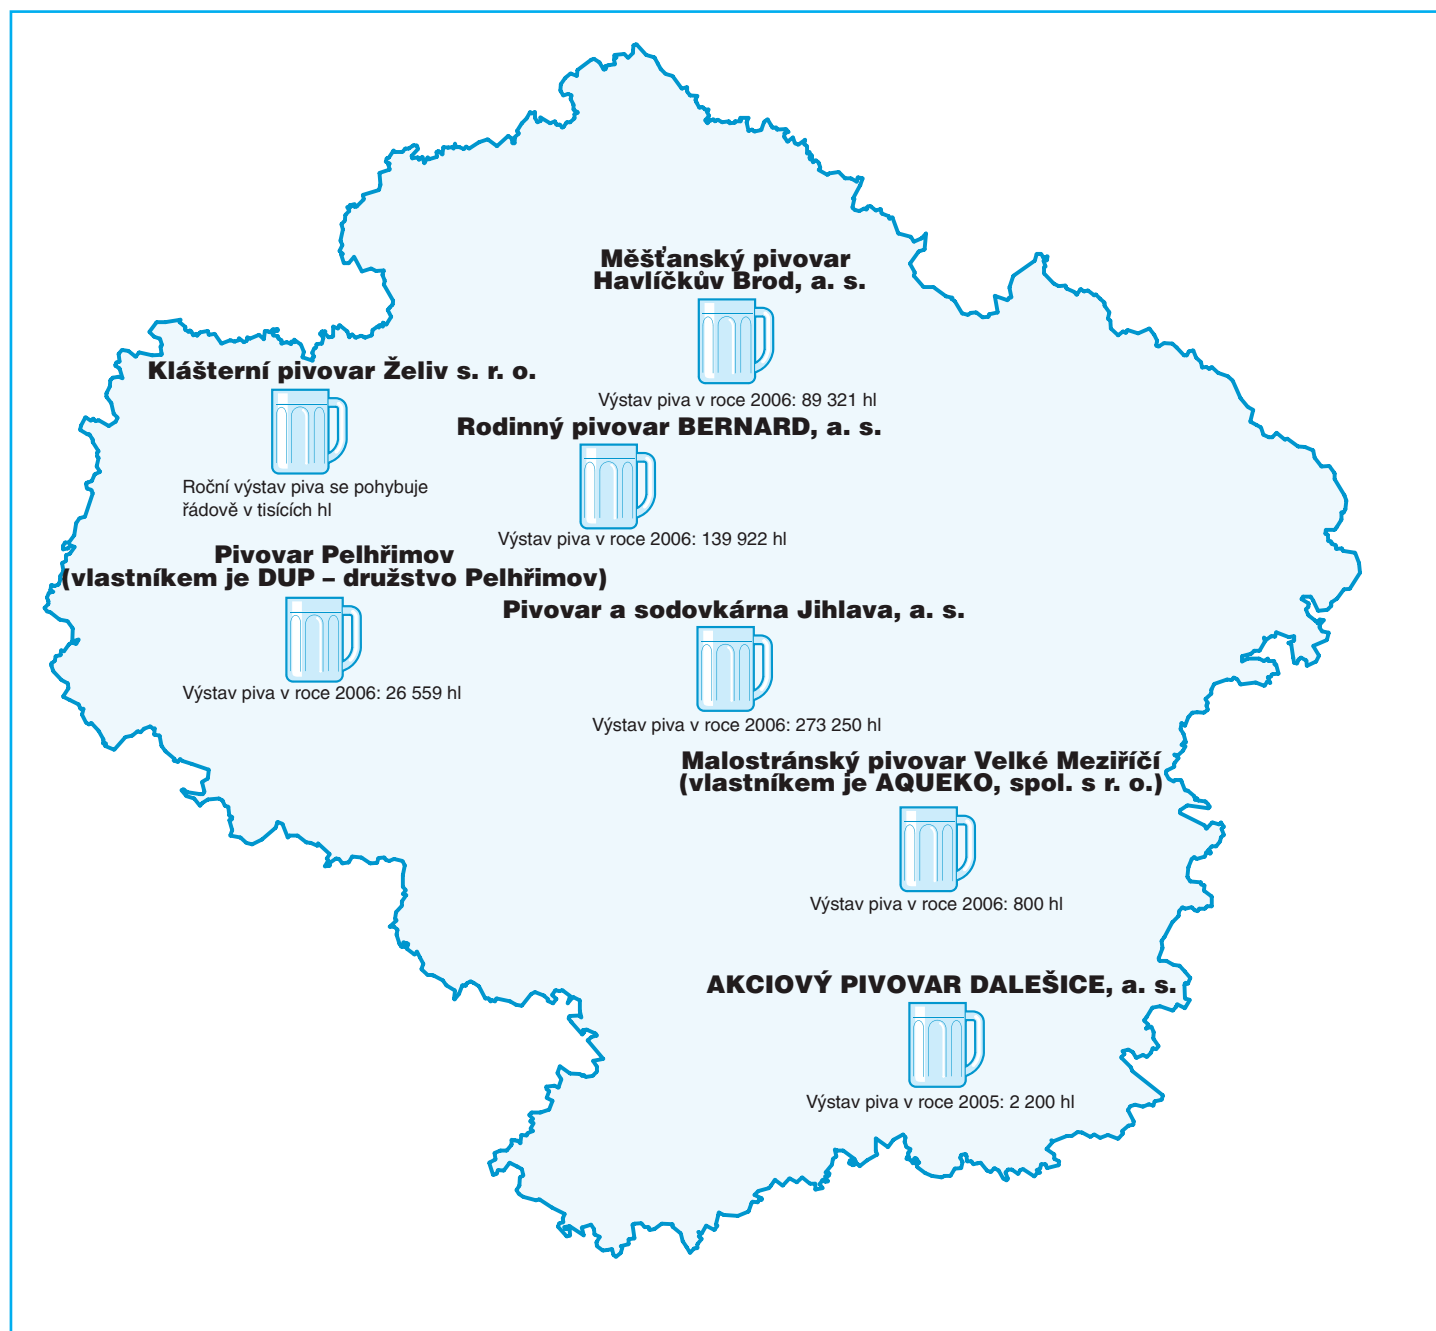 Měšťanský pivovar
Havlíčkův Brod, a. s.
Výstav piva v roce 2006: 89 321 hl
Klášterní pivovar Želiv s. r. o.
Roční výstav piva se pohybuje
řádově v tisících hl
Rodinný pivovar BERNARD, a. s.
Výstav piva v roce 2006: 139 922 hl
Pivovar Pelhřimov
(vlastníkem je DUP – družstvo Pelhřimov)
Výstav piva v roce 2006: 26 559 hl
Pivovar a sodovkárna Jihlava, a. s.
Výstav piva v roce 2006: 273 250 hl
Malostránský pivovar Velké Meziříčí
(vlastníkem je AQUEKO, spol. s r. o.)
Výstav piva v roce 2006: 800 hl
AKCIOVÝ PIVOVAR DALEŠICE, a. s.
Výstav piva v roce 2005: 2 200 hl